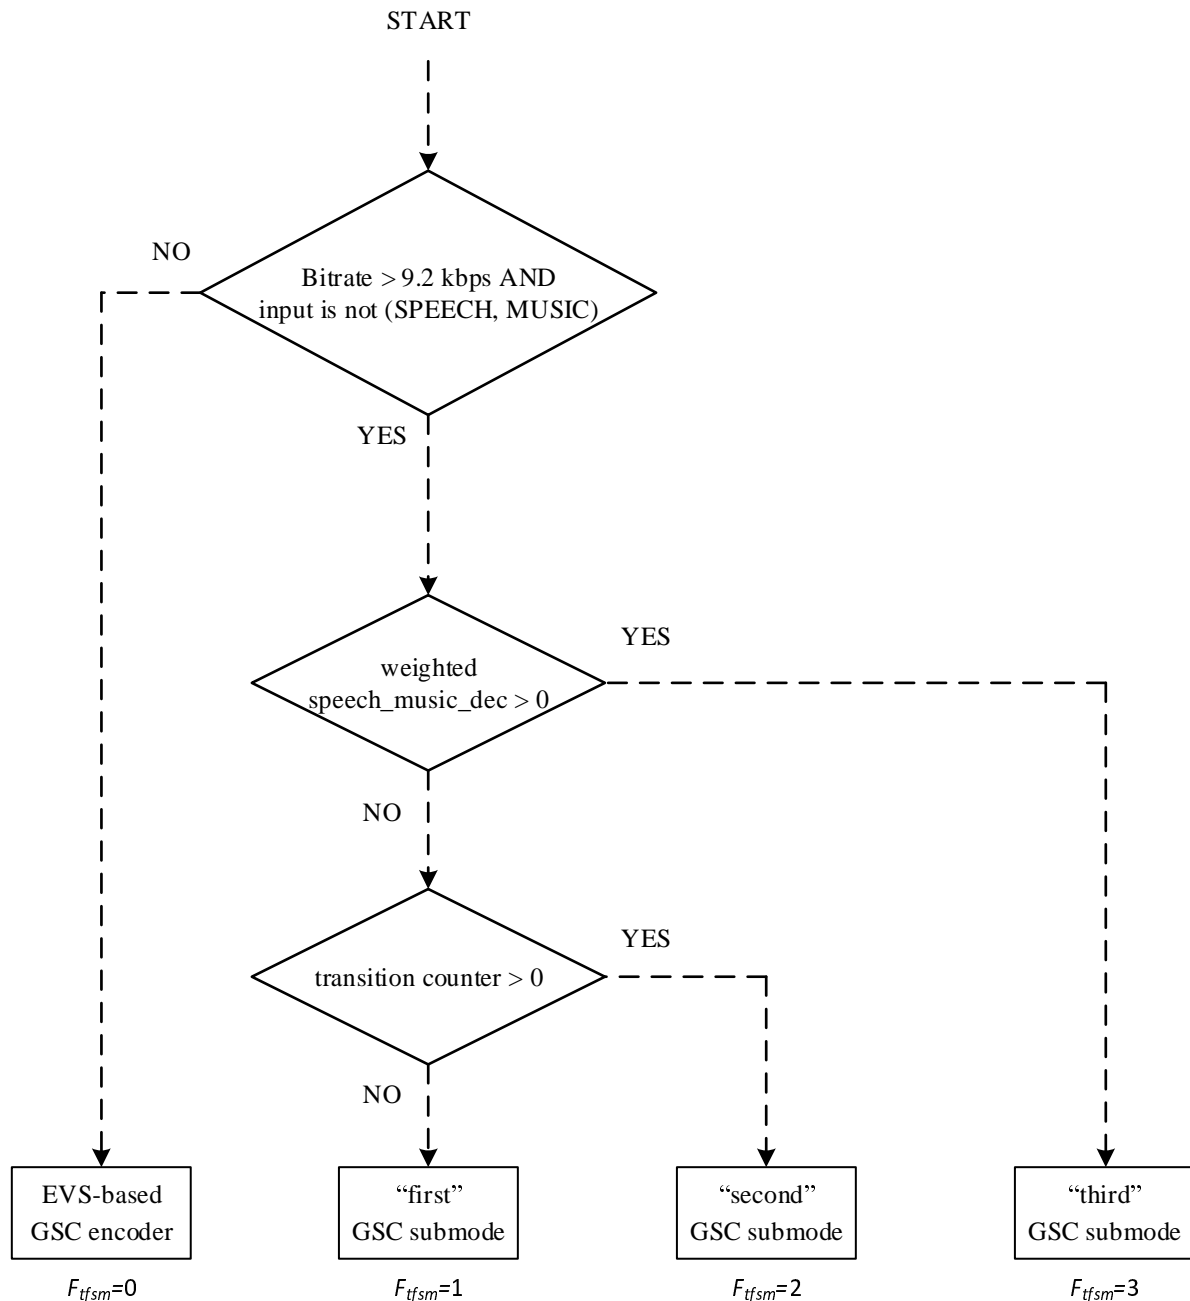 START
NO
Bitrate > 9.2 kbps AND
input is not (SPEECH, MUSIC)
YES
YES
weighted
speech_music_dec > 0
NO
YES
transition counter > 0
NO
EVS-based
GSC encoder
“first”
GSC submode
“second”
GSC submode
“third”
GSC submode
Ftfsm=0
Ftfsm=1
Ftfsm=2
Ftfsm=3